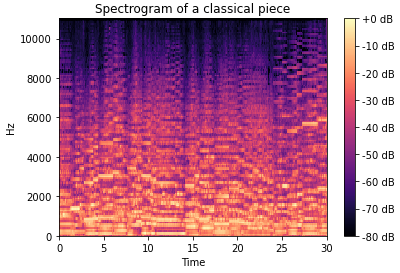 Spectrogram of a classical piece
+0 dB
10000
-10 dB
8000
-20 dB
-30 dB
6000
Hz
-40 dB
4000
-50 dB
-60 dB
2000
-70 dB
0
-80 dB
0 5 10 15 20 25 30
Time